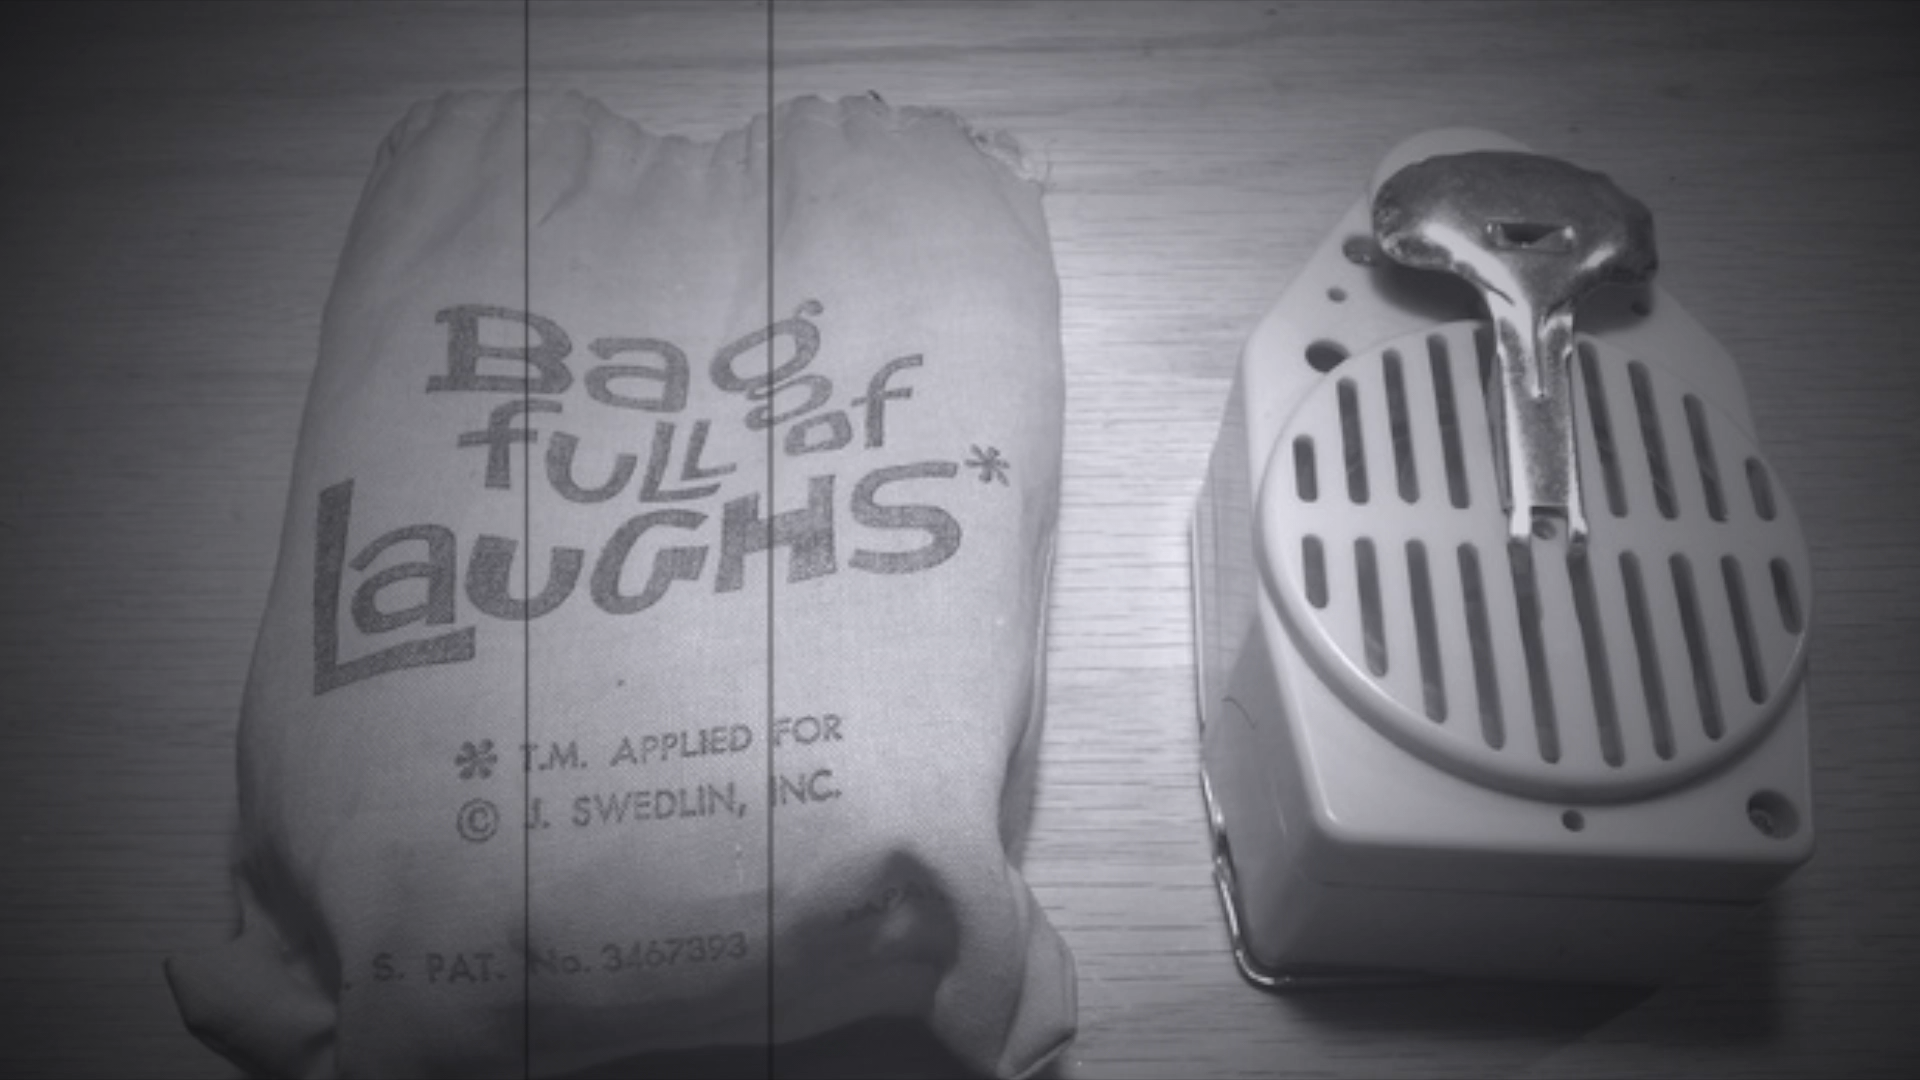 Bag
full of
LaUGHS*
* T.M. APPLIED FOR
© J. SWEDLIN, INC.
S. PAT. No. 3467393